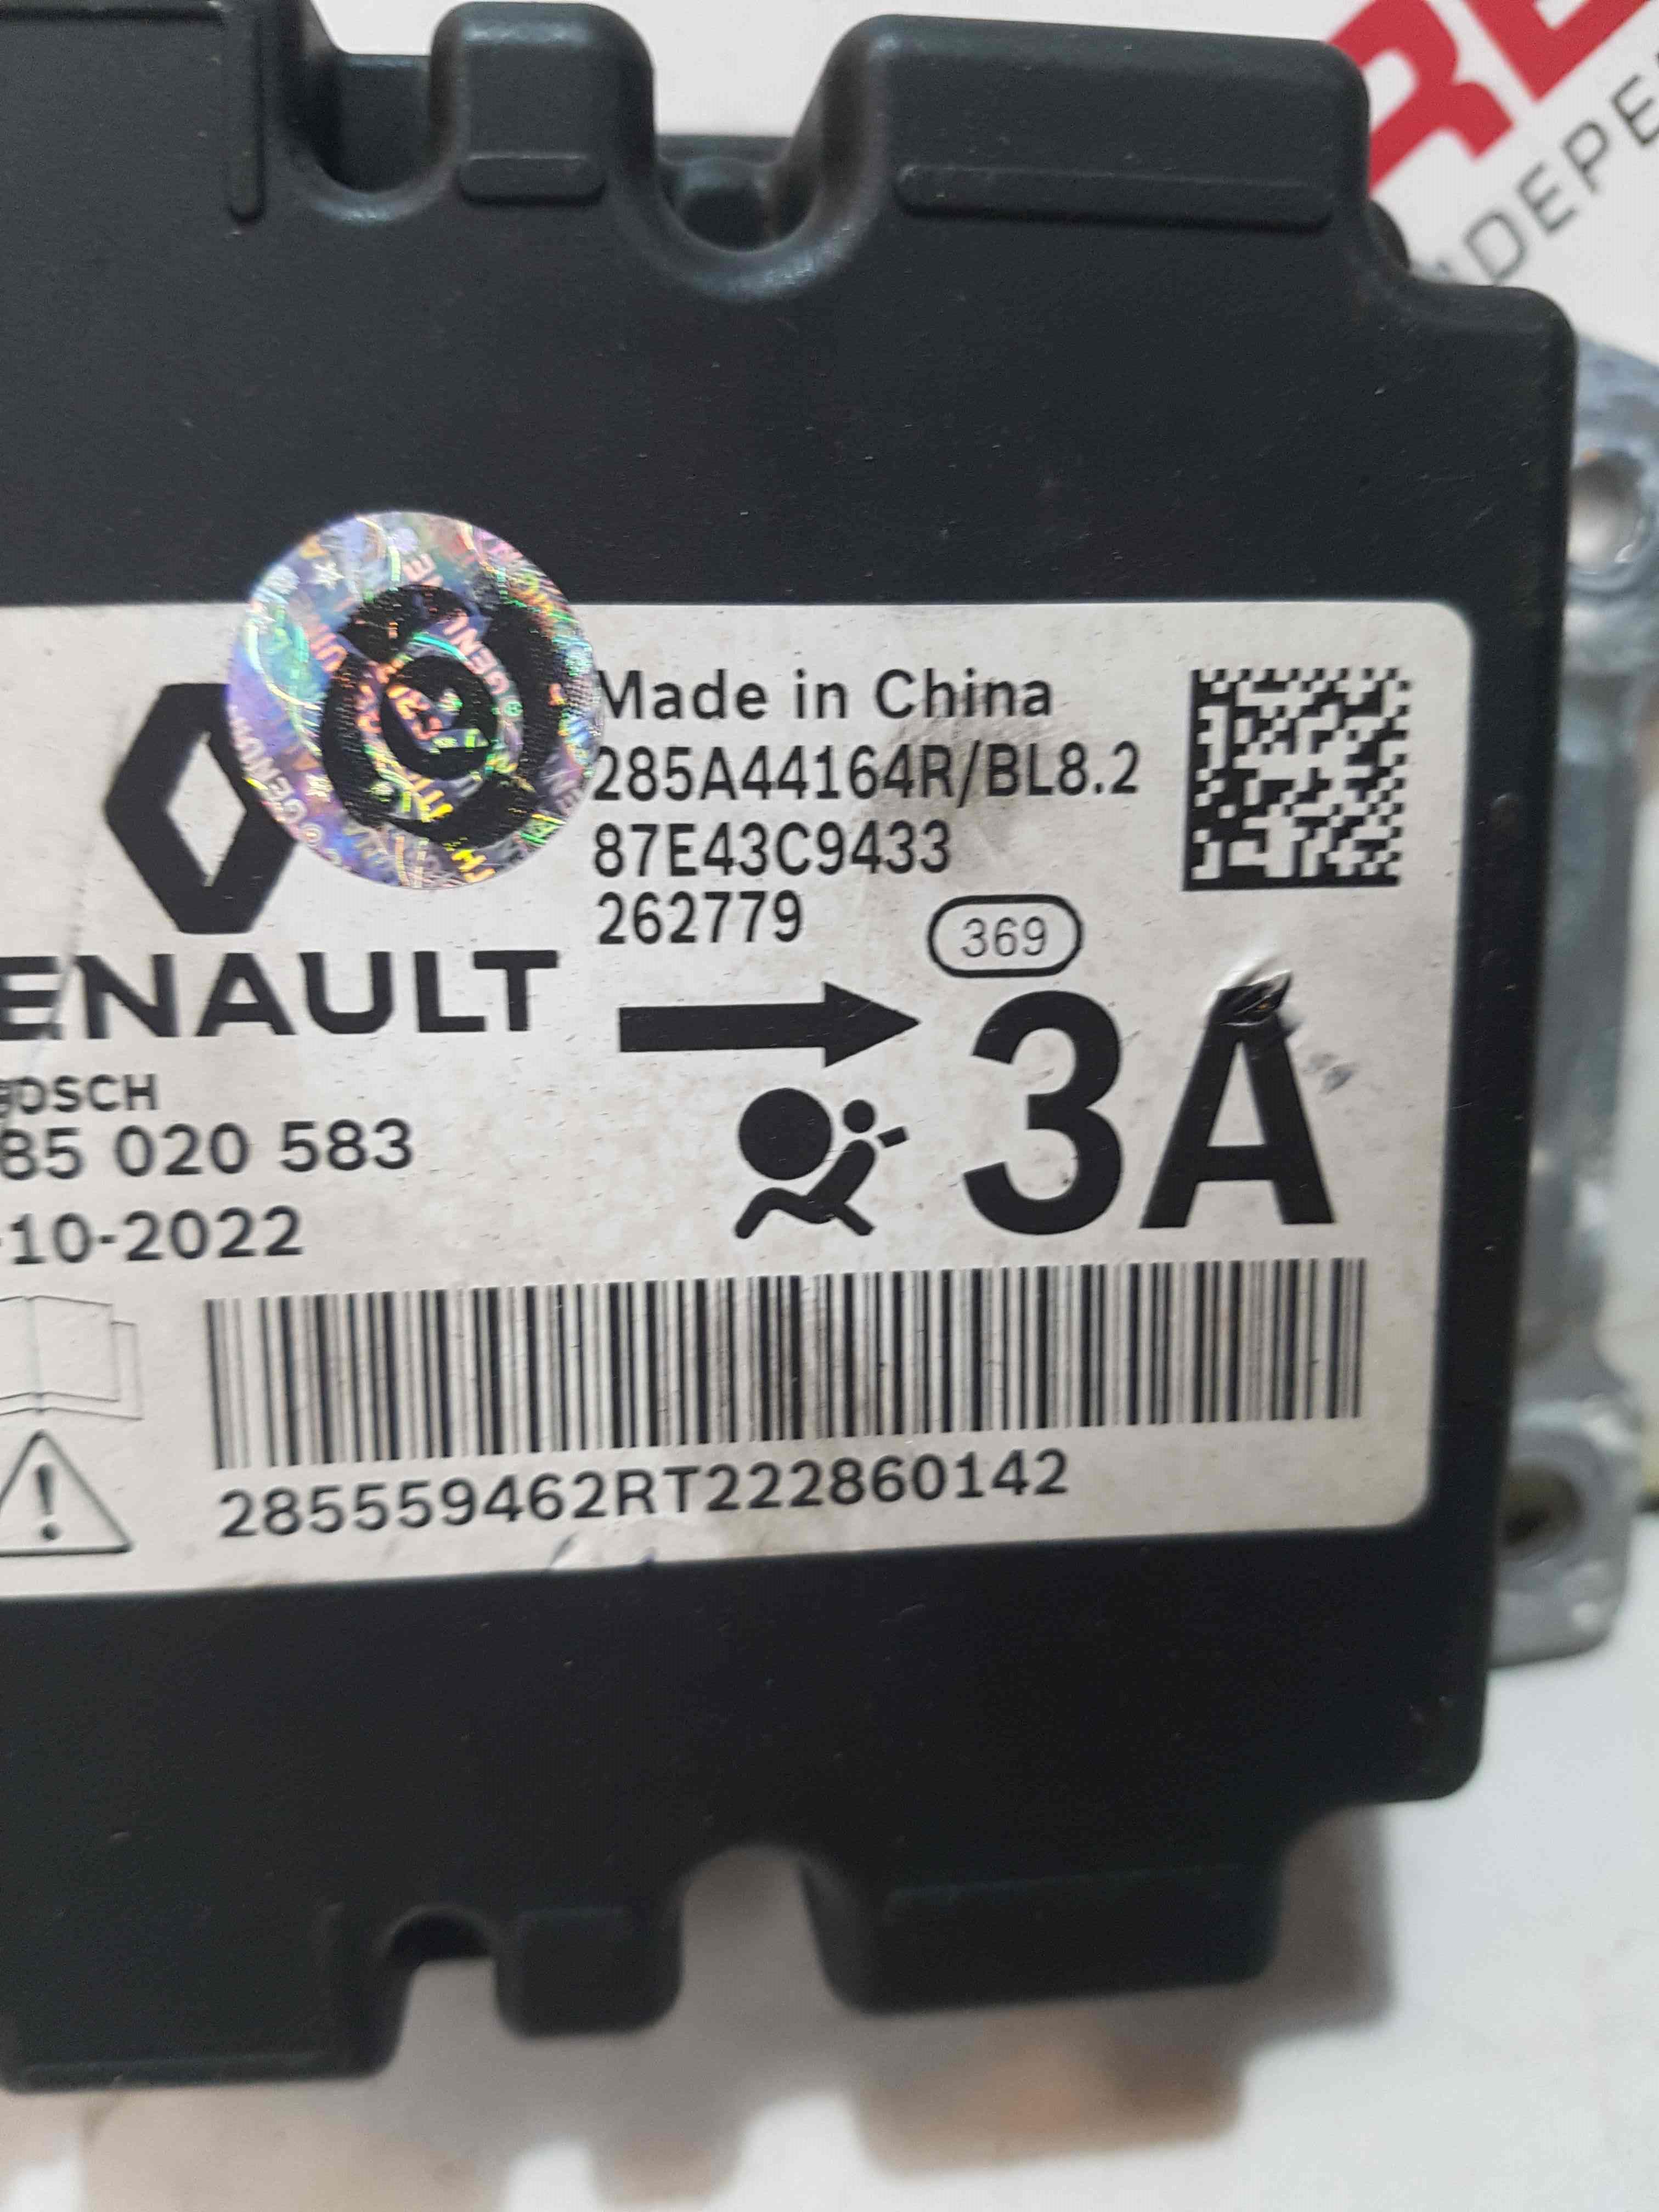 Made in China
285A44164R/BL8.2
87E43C9433
262779
369
ENAULT
3A
OSCH
85 020 583
-10-2022
285559462RT222860142